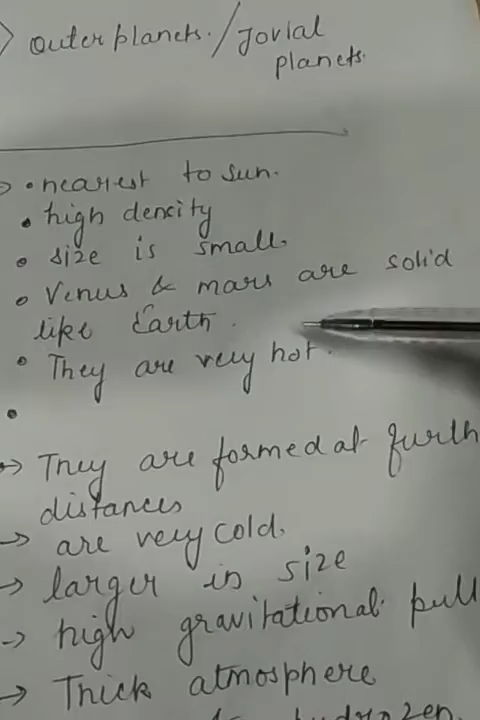 Outer planets. / Jovial
planets.
• nearest to sun.
• high dencity
• size is small.
• Venus & mars are solid
like Earth.
• They are very hot.
•
→ They are formed at furth
distances
→ are very cold.
→ larger in size
→ high gravitational pull
→ Thick atmosphere
hydrozen.